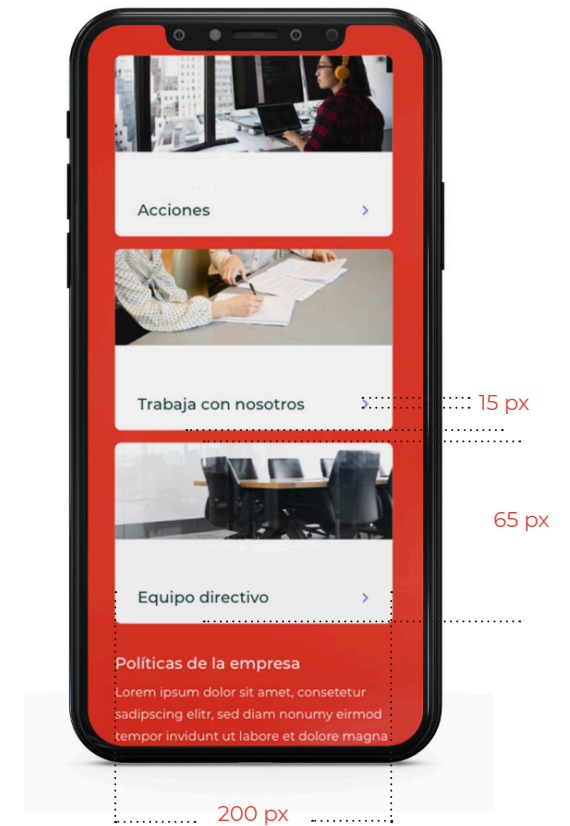 Acciones
Trabaja con nosotros
15 px
65 px
Equipo directivo
Políticas de la empresa
Lorem ipsum dolor sit amet, consetetur
sadipscing elitr, sed diam nonumy eirmod
tempor invidunt ut labore et dolore magna
200 px